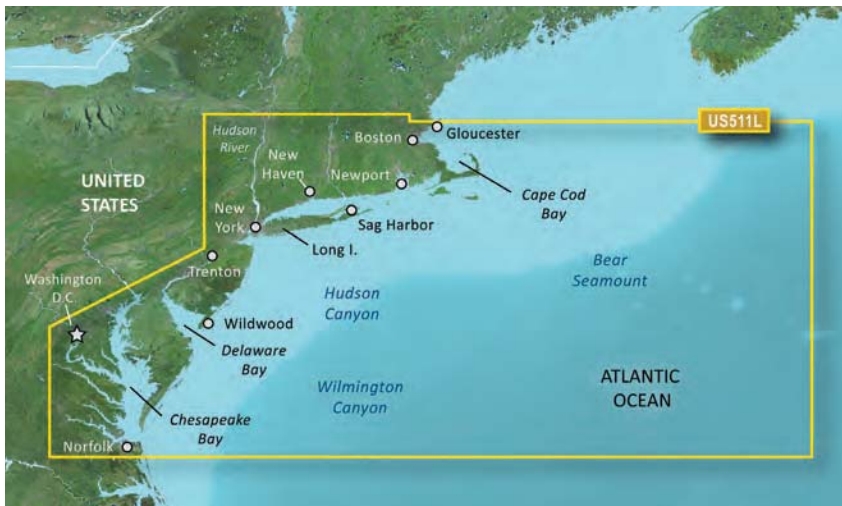 US511L
Hudson
River
Boston
Gloucester
New
Haven
Newport
UNITED
STATES
Cape Cod
Bay
New
York
Sag Harbor
Long I.
Trenton
Washington
D.C.
Bear
Seamount
Hudson
Canyon
Wildwood
Delaware
Bay
ATLANTIC
OCEAN
Wilmington
Canyon
Chesapeake
Bay
Norfolk